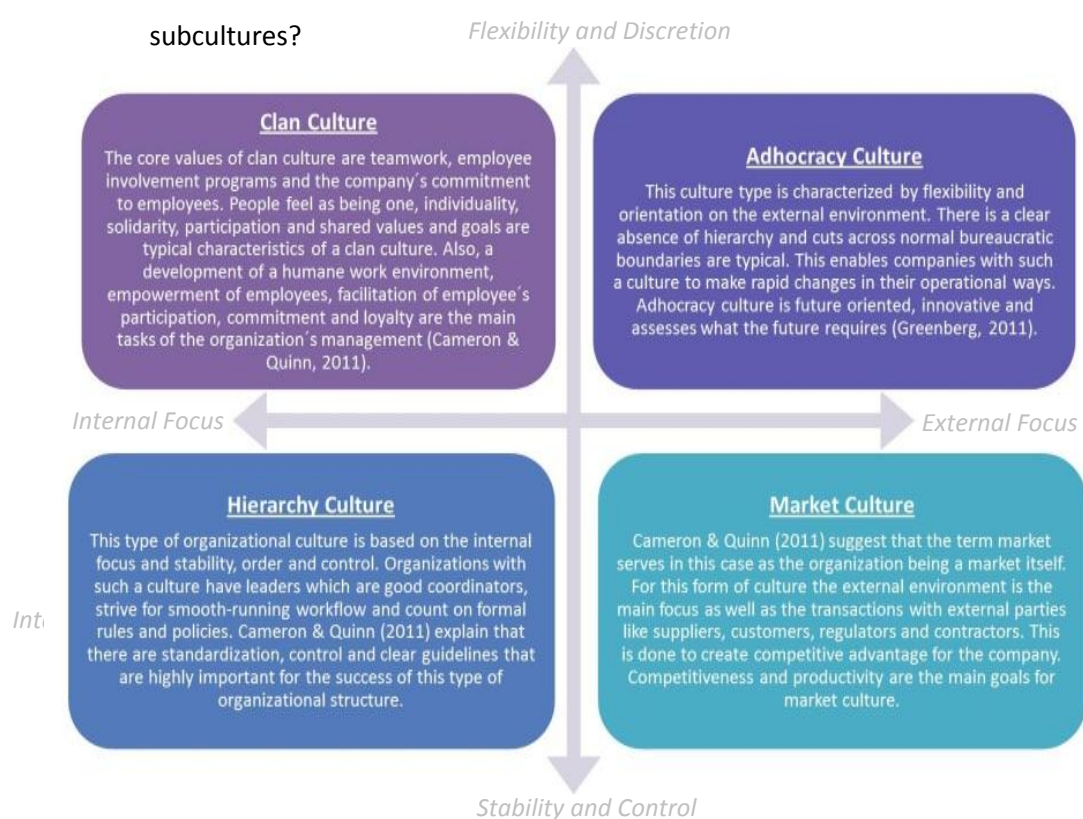 subcultures?
Flexibility and Discretion
Clan Culture
The core values of clan culture are teamwork, employee
involvement programs and the company´s commitment
to employees. People feel as being one, individuality,
solidarity, participation and shared values and goals are
typical characteristics of a clan culture. Also, a
development of a humane work environment,
empowerment of employees, facilitation of employee´s
participation, commitment and loyalty are the main
tasks of the organization´s management (Cameron &
Quinn, 2011).
Adhocracy Culture
This culture type is characterized by flexibility and
orientation on the external environment. There is a clear
absence of hierarchy and cuts across normal bureaucratic
boundaries are typical. This enables companies with such
a culture to make rapid changes in their operational ways.
Adhocracy culture is future oriented, innovative and
assesses what the future requires (Greenberg, 2011).
Internal Focus
External Focus
Hierarchy Culture
This type of organizational culture is based on the internal
focus and stability, order and control. Organizations with
such a culture have leaders which are good coordinators,
strive for smooth-running workflow and count on formal
rules and policies. Cameron & Quinn (2011) explain that
there are standardization, control and clear guidelines that
are highly important for the success of this type of
organizational structure.
Market Culture
Cameron & Quinn (2011) suggest that the term market
serves in this case as the organization being a market itself.
For this form of culture the external environment is the
main focus as well as the transactions with external parties
like suppliers, customers, regulators and contractors. This
is done to create competitive advantage for the company.
Competitiveness and productivity are the main goals for
market culture.
Stability and Control